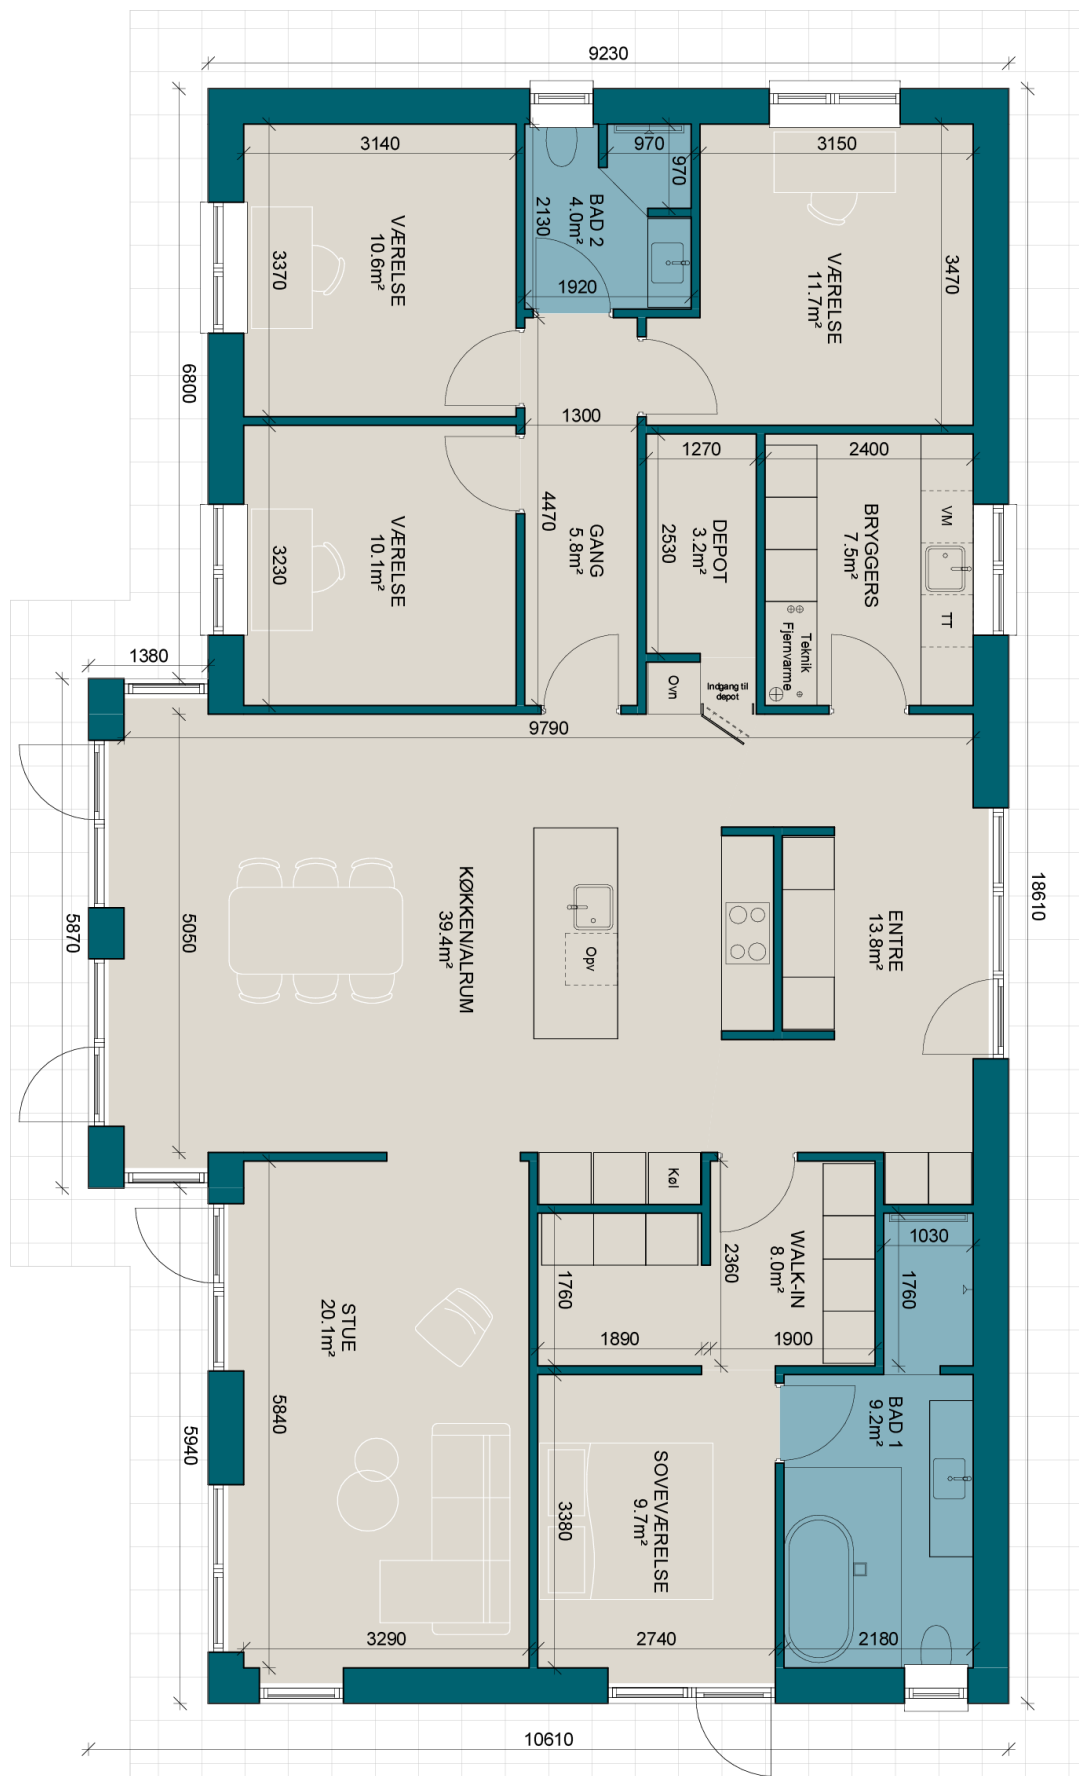 9230
3140
970
970
3150
BAD 2
4.0m²
2130
1920
VÆRELSE
10.6m²
3370
VÆRELSE
11.7m²
3470
6800
1300
1270
2400
4470
GANG
5.8m²
2530
DEPOT
3.2m²
BRYGGERS
7.5m²
VM
TT
VÆRELSE
10.1m²
3230
Teknik
Fjernvarme
Ovn
Indgang til
depot
1380
9790
KØKKEN/ALRUM
39.4m²
Opv
ENTRE
13.8m²
18610
5870
5050
Køl
WALK-IN
8.0m²
2360
1030
1760
1760
1890
1900
STUE
20.1m²
5840
5940
BAD 1
9.2m²
SOVEVÆRELSE
9.7m²
3380
3290
2740
2180
10610